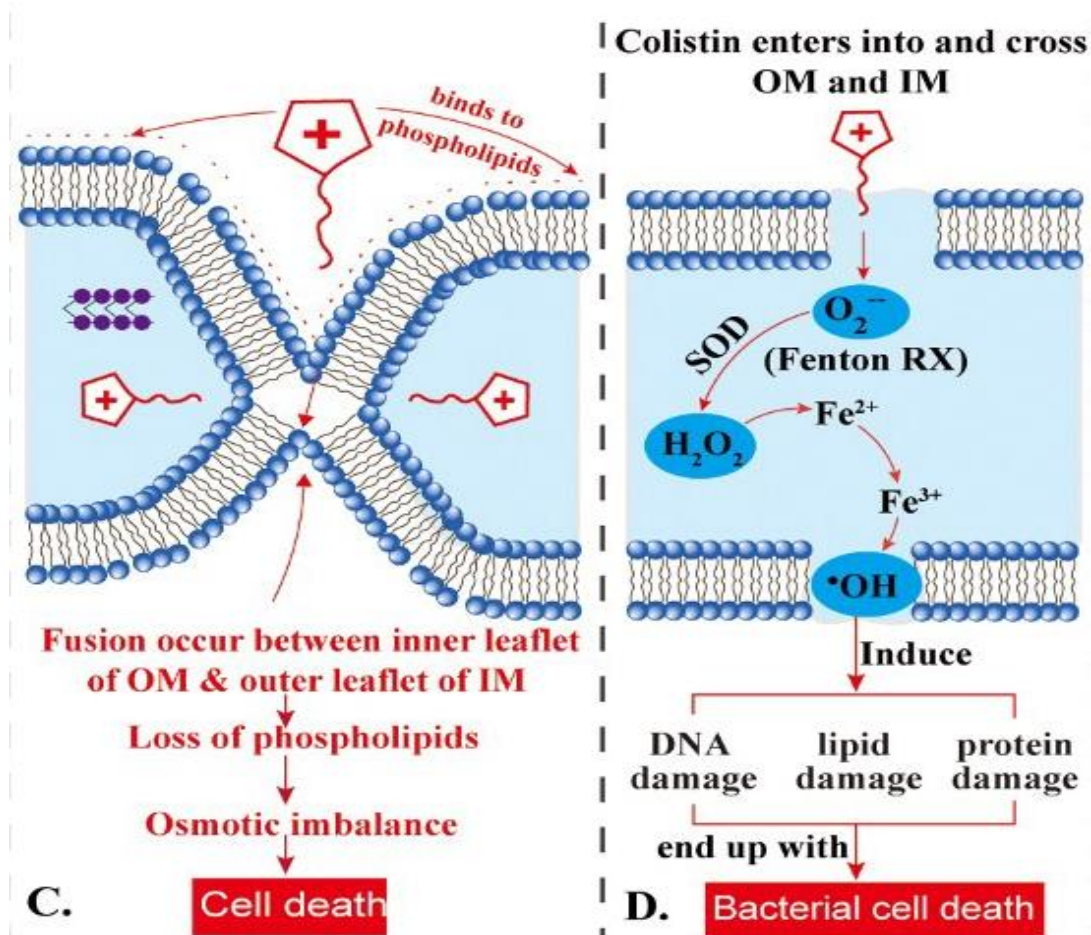 binds to
phospholipids
+
+
+
Fusion occur between inner leaflet
of OM & outer leaflet of IM
Loss of phospholipids
Osmotic imbalance
Cell death
C.
Colistin enters into and cross
OM and IM
+
O₂⁻⁻
SOD
(Fenton RX)
H₂O₂
Fe²⁺
Fe³⁺
•OH
Induce
DNA lipid protein
damage damage damage
end up with
Bacterial cell death
D.